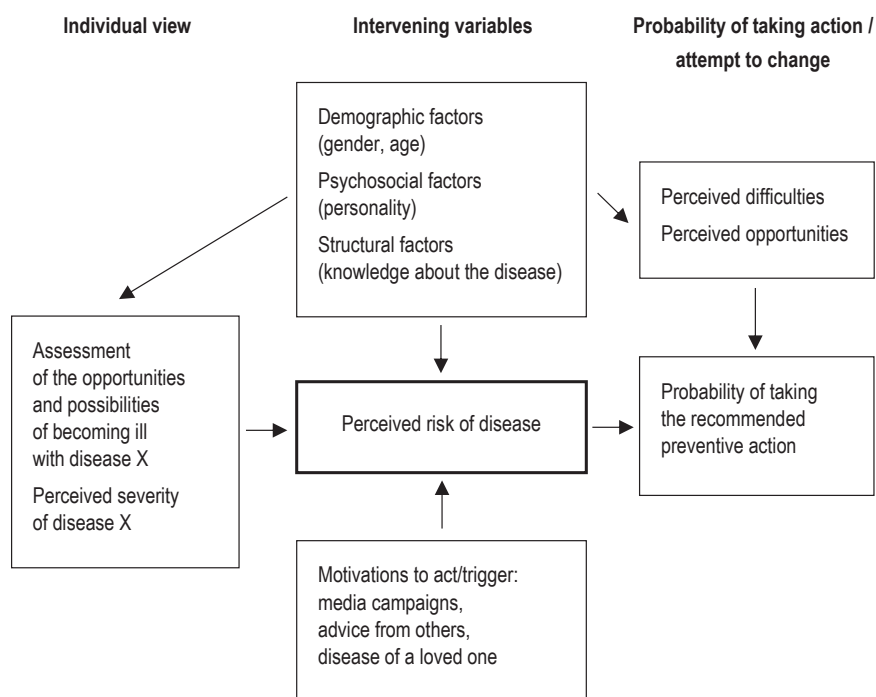 Individual view
Intervening variables
Probability of taking action /
attempt to change
Demographic factors
(gender, age)
Psychosocial factors
(personality)
Structural factors
(knowledge about the disease)
Perceived difficulties
Perceived opportunities
Assessment
of the opportunities
and possibilities
of becoming ill
with disease X
Perceived severity
of disease X
Perceived risk of disease
Probability of taking
the recommended
preventive action
Motivations to act/trigger:
media campaigns,
advice from others,
disease of a loved one